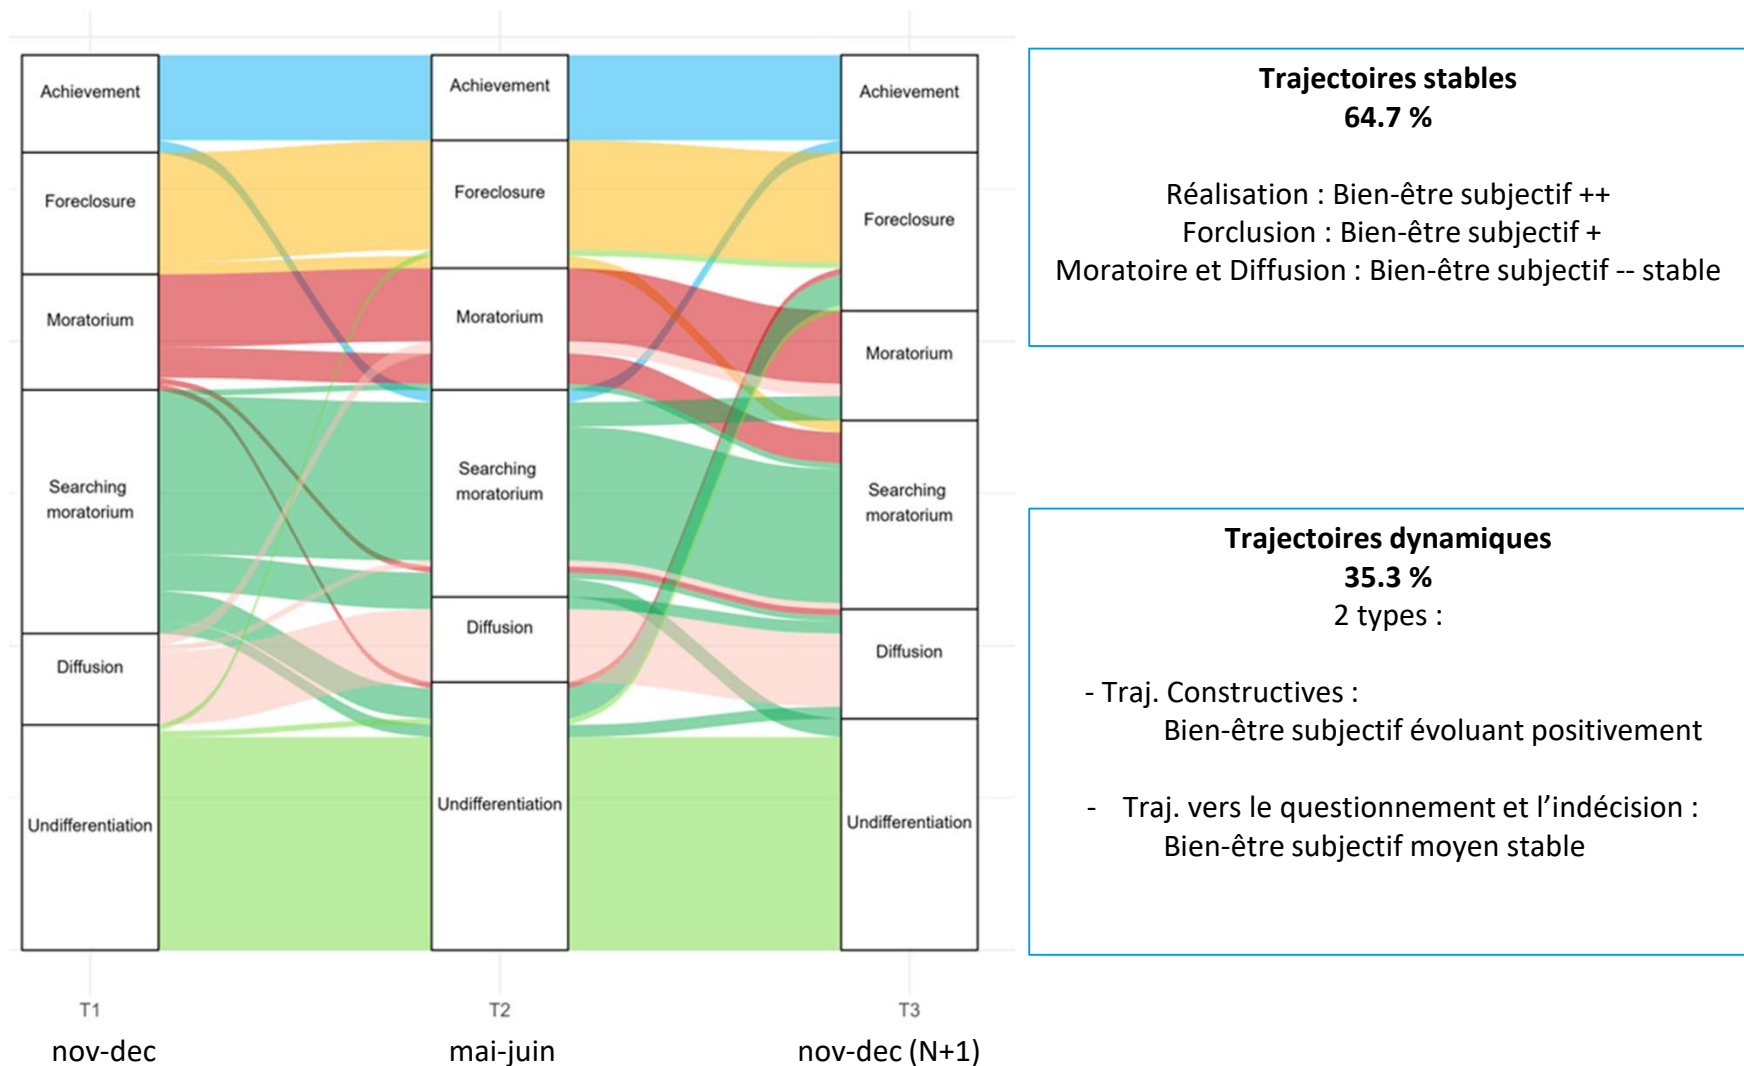 Achievement
Foreclosure
Moratorium
Searching
moratorium
Diffusion
Undifferentiation
T1
nov-dec
Achievement
Foreclosure
Moratorium
Searching
moratorium
Diffusion
Undifferentiation
T2
mai-juin
Achievement
Foreclosure
Moratorium
Searching
moratorium
Diffusion
Undifferentiation
T3
nov-dec (N+1)
Trajectoires stables
64.7 %
Réalisation : Bien-être subjectif ++
Forclusion : Bien-être subjectif +
Moratoire et Diffusion : Bien-être subjectif -- stable
Trajectoires dynamiques
35.3 %
2 types :
- Traj. Constructives :
Bien-être subjectif évoluant positivement
- Traj. vers le questionnement et l’indécision :
Bien-être subjectif moyen stable